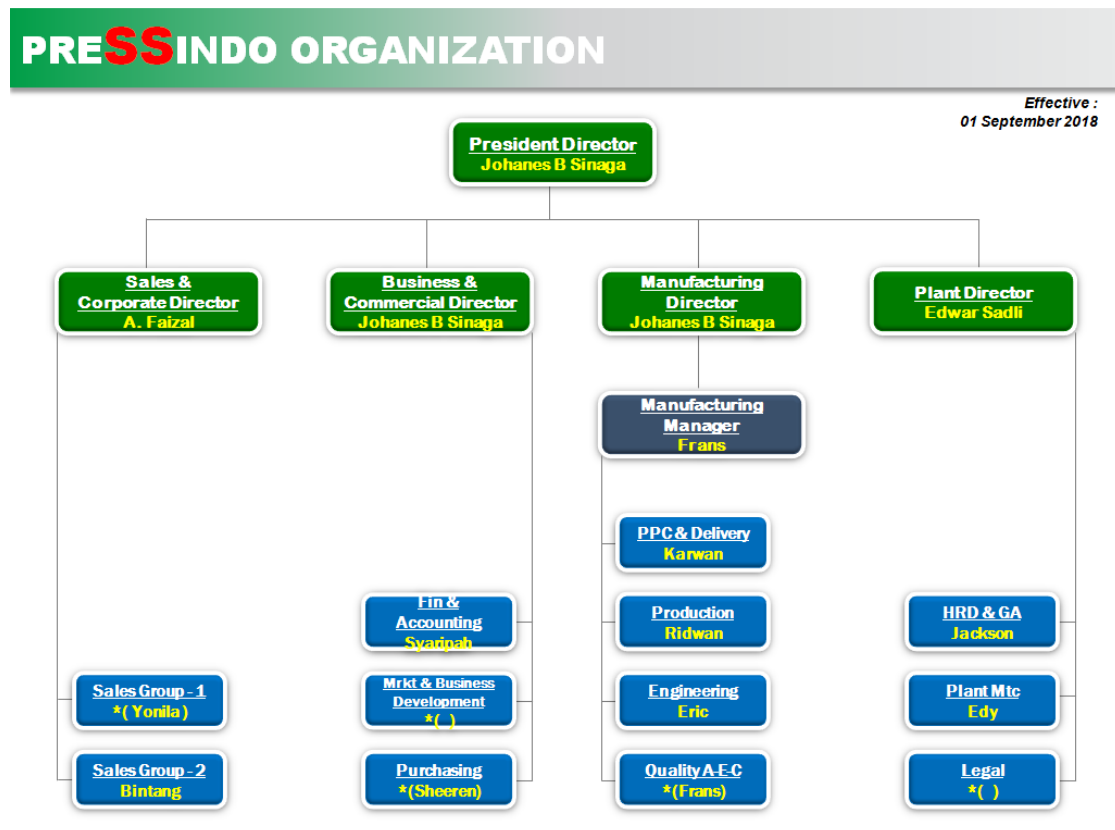 PRESSINDO ORGANIZATION
Effective :
01 September 2018
President Director
Johanes B Sinaga
Sales &
Corporate Director
A. Faizal
Business &
Commercial Director
Johanes B Sinaga
Manufacturing
Director
Johanes B Sinaga
Plant Director
Edwar Sadli
Manufacturing
Manager
Frans
PPC & Delivery
Karwan
Fin &
Accounting
Syaripah
Production
Ridwan
HRD & GA
Jackson
Sales Group - 1
*( Yonila )
Mrkt & Business
Development
*( )
Engineering
Eric
Plant Mtc
Edy
Sales Group - 2
Bintang
Purchasing
*(Sheeren)
Quality A-E-C
*(Frans)
Legal
*( )